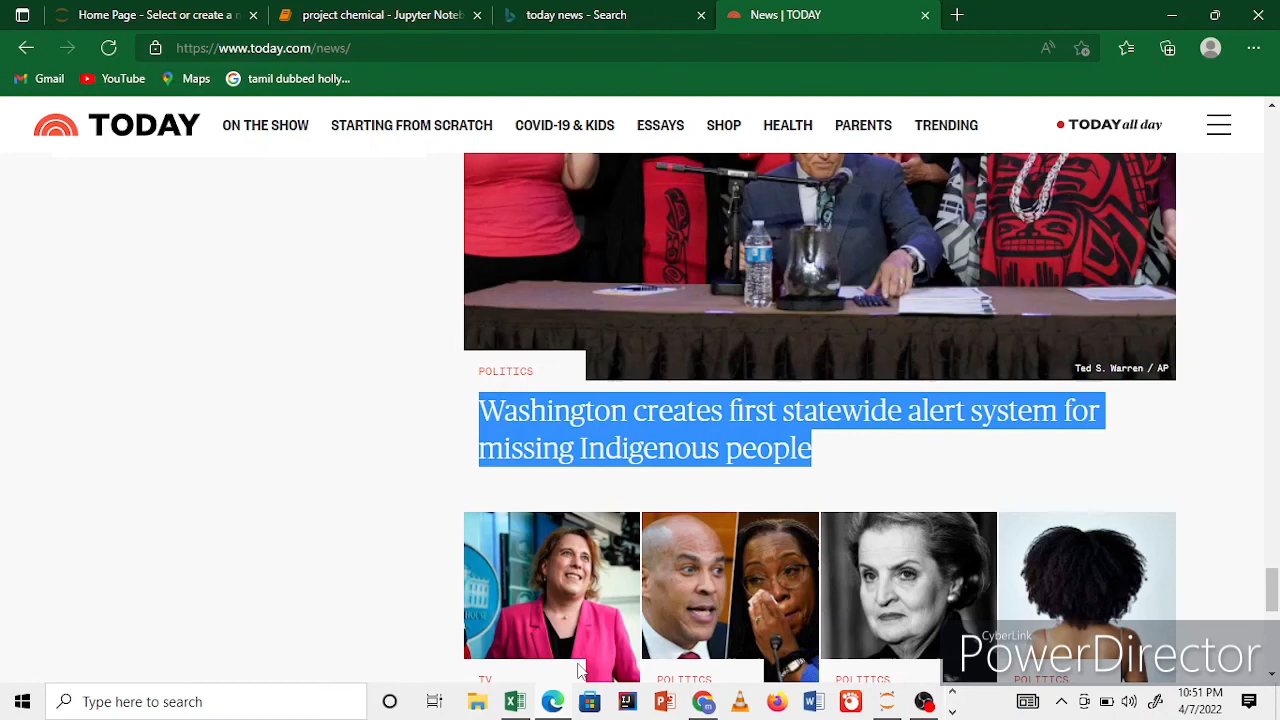 Home Page - Select or create a n
project chemical - Jupyter Noteb
today - Search
News | TODAY
https://www.today.com/news/
Gmail
YouTube
Maps
tamil dubbed holly...
TODAY
ON THE SHOW
STARTING FROM SCRATCH
COVID-19 & KIDS
ESSAYS
SHOP
HEALTH
PARENTS
TRENDING
TODAY all day
Ted S. Warren / AP
POLITICS
Washington creates first statewide alert system for
missing Indigenous people
TV
POLITICS
POLITICS
POLITICS
CyberLink
PowerDirector
Type here to search
10:51 PM
4/7/2022